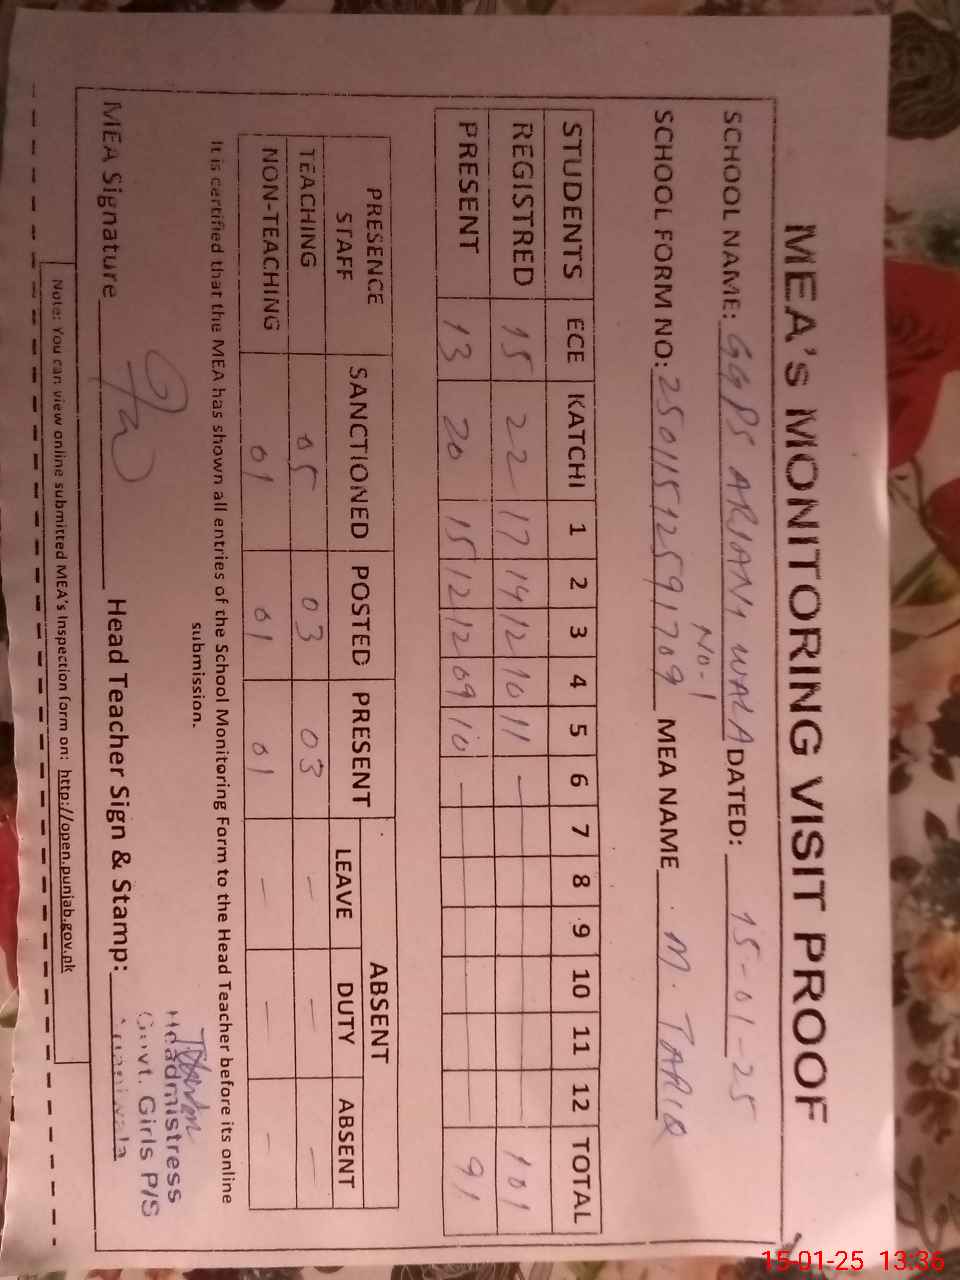 MEA's MONITORING VISIT PROOF
SCHOOL NAME: GGPS ARIANY WALA DATED: 15-01-25
No-1
SCHOOL FORM NO: 250115425591709 MEA NAME M. TARIQ
STUDENTS ECE KATCHI 1 2 3 4 5 6 7 8 9 10 11 12 TOTAL
REGISTRED 15 22 17 14 12 10 11 — 101
PRESENT 13 20 15 12 12 09 10 — 91
PRESENCE STAFF SANCTIONED POSTED PRESENT ABSENT
LEAVE DUTY ABSENT
TEACHING 05 03 03 – – –
NON-TEACHING 01 01 01 – – –
It is certified that the MEA has shown all entries of the School Monitoring Form to the Head Teacher before its online
submission.
MEA Signature Head Teacher Sign & Stamp:
Headmistress
Govt. Girls P/S
Note: You can view online submitted MEA's Inspection form on: http://open.punjab.gov.pk
15-01-25 13:36